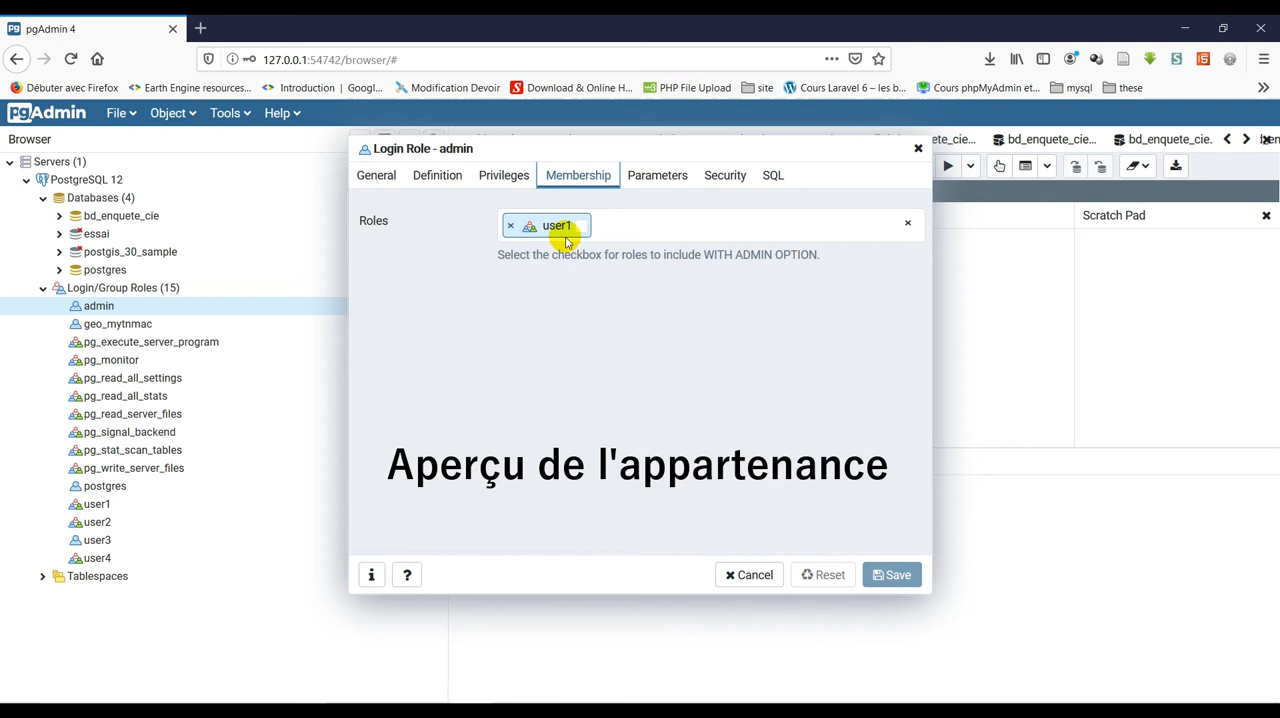 pgAdmin 4
127.0.0.1:54742/browser/#
Débuter avec Firefox
Earth Engine resources...
Introduction | Googl...
Modification Devoir
Download & Online H...
PHP File Upload
site
Cours Laravel 6 – les b...
Cours phpMyAdmin et...
mysql
these
pgAdmin
File
Object
Tools
Help
Browser
Servers (1)
PostgreSQL 12
Databases (4)
bd_enquete_cie
essai
postgis_30_sample
postgres
Login/Group Roles (15)
admin
geo_mytnmac
pg_execute_server_program
pg_monitor
pg_read_all_settings
pg_read_all_stats
pg_read_server_files
pg_signal_backend
pg_stat_scan_tables
pg_write_server_files
postgres
user1
user2
user3
user4
Tablespaces
Login Role - admin
General
Definition
Privileges
Membership
Parameters
Security
SQL
Roles
user1
Select the checkbox for roles to include WITH ADMIN OPTION.
Aperçu de l'appartenance
i
?
Cancel
Reset
Save
te_cie...
bd_enquete_cie...
bd_enquete_cie.
Scratch Pad